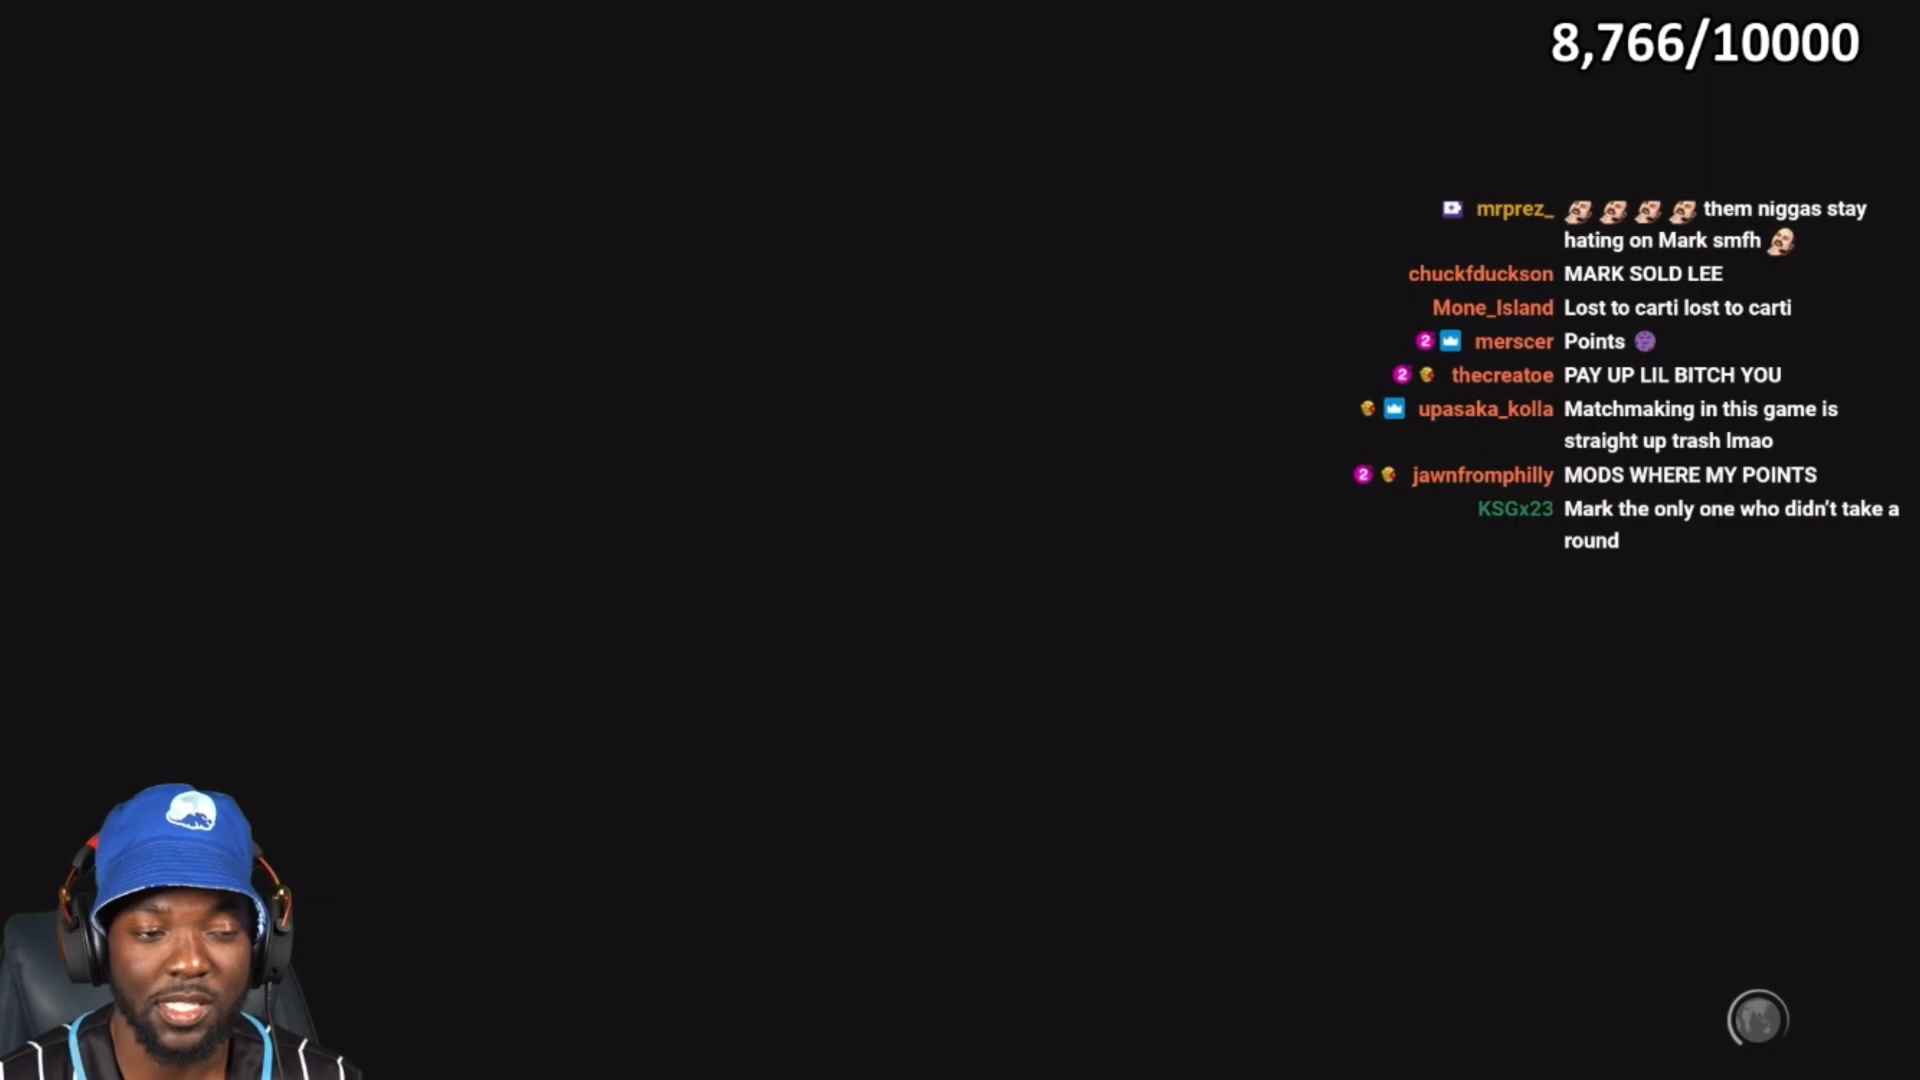 8,766/10000
mrprez_ them niggas stay
hating on Mark smfh
chuckfduckson MARK SOLD LEE
Mone_Island Lost to carti lost to carti
2 merscer Points
2 thecreatoe PAY UP LIL BITCH YOU
upasaka_kolla Matchmaking in this game is
straight up trash lmao
2 jawnfromphilly MODS WHERE MY POINTS
KSGx23 Mark the only one who didn't take a
round